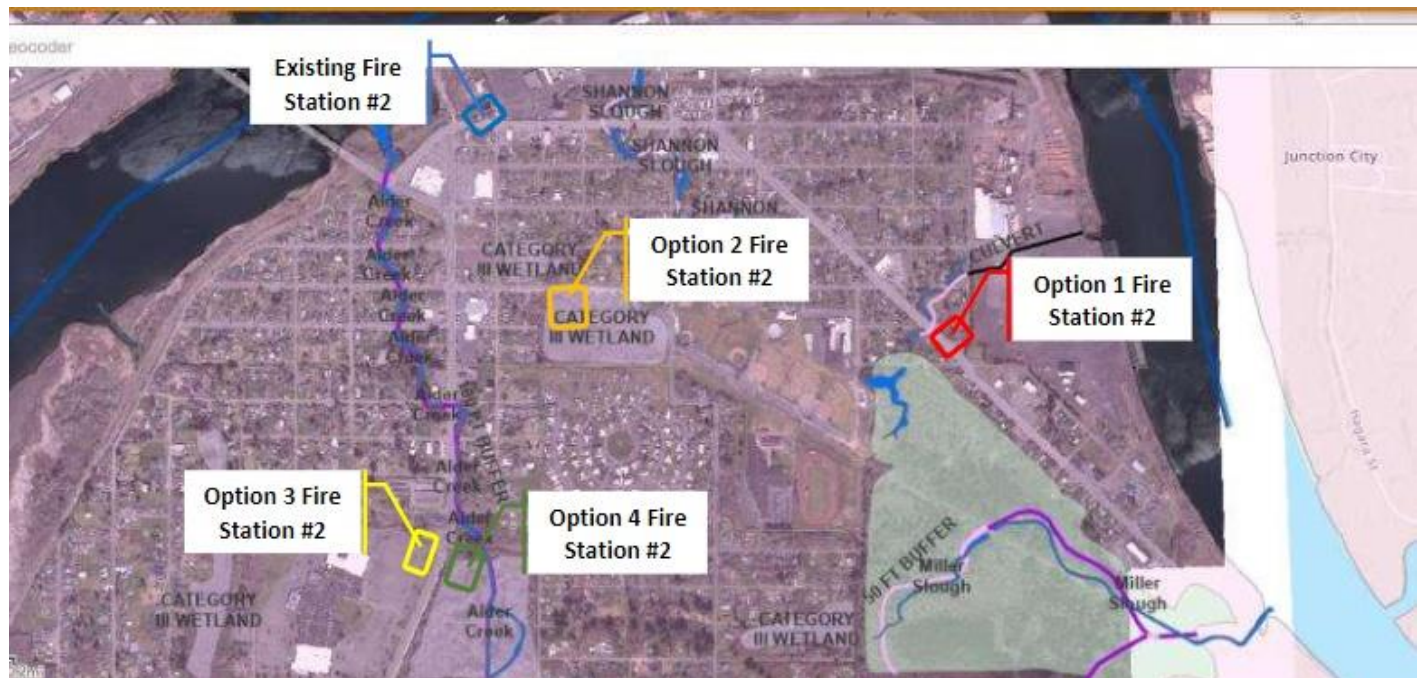 eocoder
Existing Fire
Station #2
SHANNON
SLOUGH
SHANNON
SLOUGH
SHANNON
Junction City
Alder
Creek
CATEGORY
III WETLAND
Option 2 Fire
Station #2
CULVERT
Option 1 Fire
Station #2
Alder
Creek
Alder
Creek
CATEGORY
III WETLAND
Alder
Creek
Alder
Creek
BUFFER
Niagara St
Alder
Creek
Option 3 Fire
Station #2
Option 4 Fire
Station #2
Alder
Creek
50 FT BUFFER
Miller
Slough
Miller
Slough
CATEGORY
III WETLAND
Alder
Creek
CATEGORY
III WETLAND